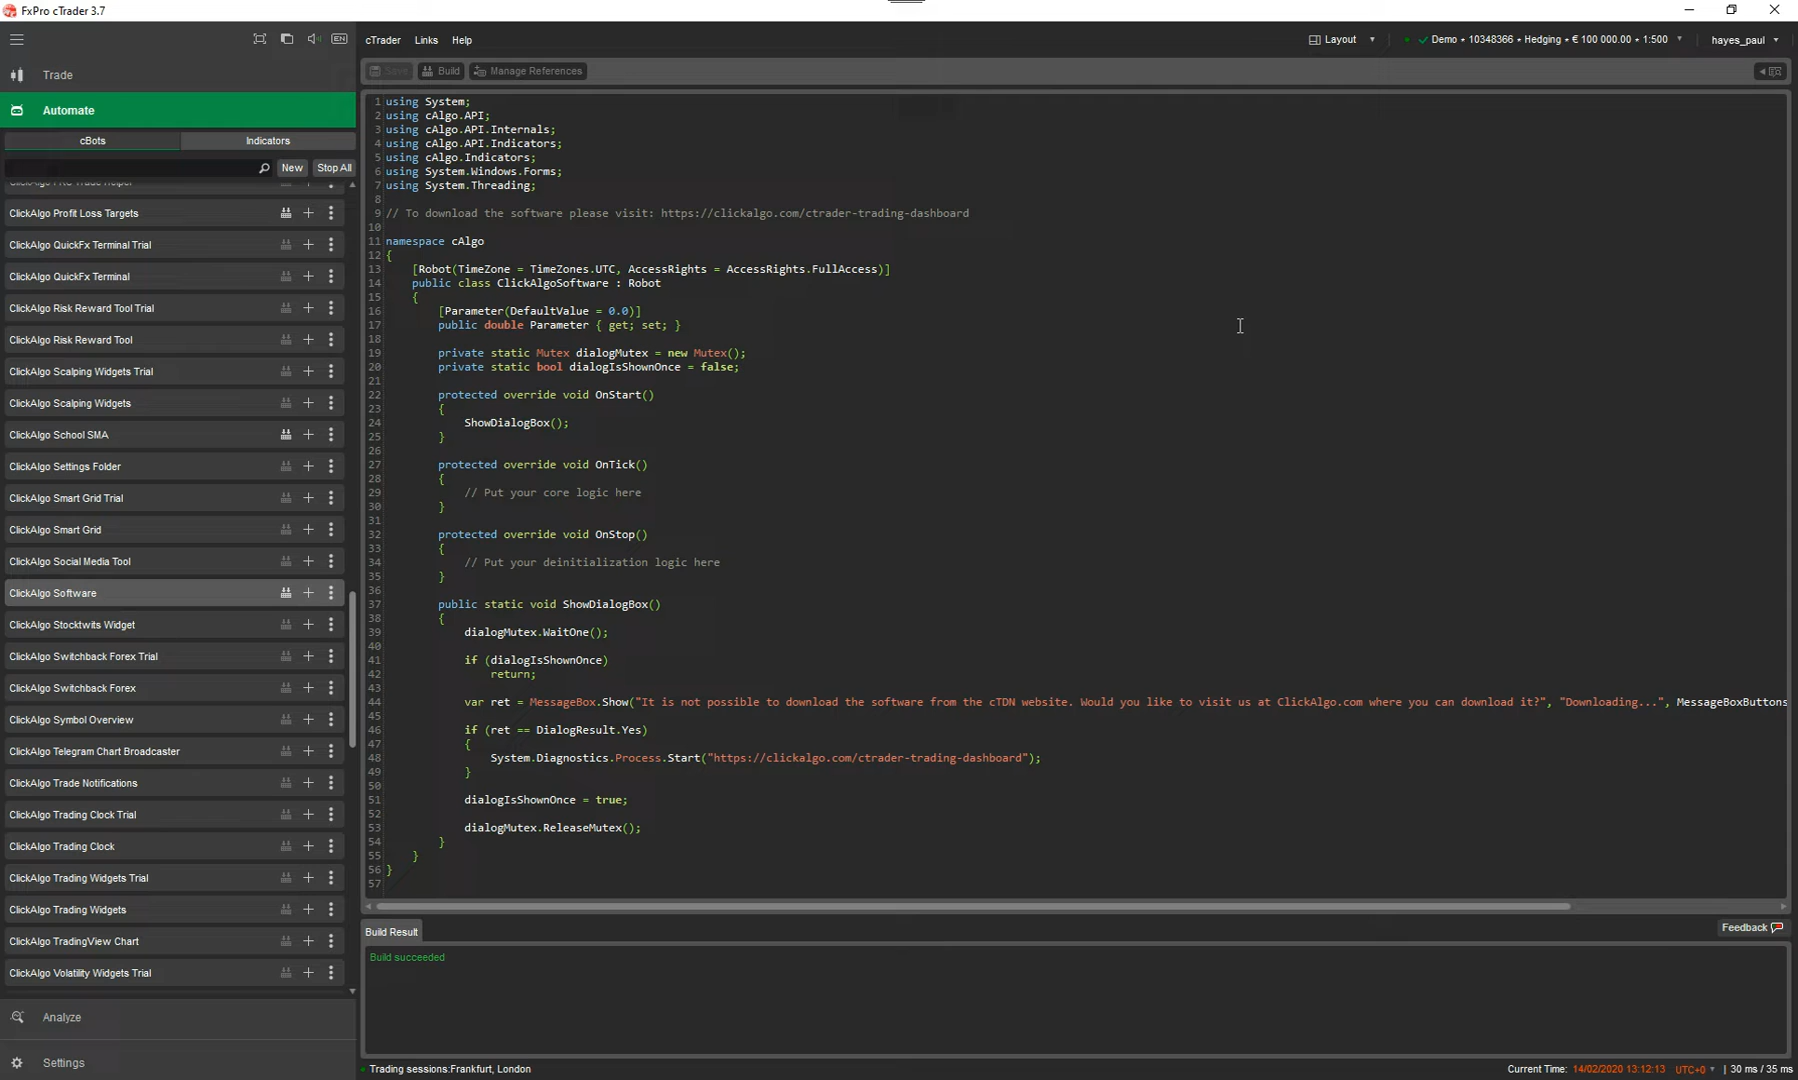 FxPro cTrader 3.7
EN
cTrader Links Help
Layout
Demo • 10348366 • Hedging • € 100 000.00 • 1:500
hayes_paul
Trade
Save Build Manage References
Automate
cBots Indicators
New Stop All
ClickAlgo Profit Loss Targets
ClickAlgo QuickFx Terminal Trial
ClickAlgo QuickFx Terminal
ClickAlgo Risk Reward Tool Trial
ClickAlgo Risk Reward Tool
ClickAlgo Scalping Widgets Trial
ClickAlgo Scalping Widgets
ClickAlgo School SMA
ClickAlgo Settings Folder
ClickAlgo Smart Grid Trial
ClickAlgo Smart Grid
ClickAlgo Social Media Tool
ClickAlgo Software
ClickAlgo Stocktwits Widget
ClickAlgo Switchback Forex Trial
ClickAlgo Switchback Forex
ClickAlgo Symbol Overview
ClickAlgo Telegram Chart Broadcaster
ClickAlgo Trade Notifications
ClickAlgo Trading Clock Trial
ClickAlgo Trading Clock
ClickAlgo Trading Widgets Trial
ClickAlgo Trading Widgets
ClickAlgo TradingView Chart
ClickAlgo Volatility Widgets Trial
Analyze
Settings
1 using System;
2 using cAlgo.API;
3 using cAlgo.API.Internals;
4 using cAlgo.API.Indicators;
5 using cAlgo.Indicators;
6 using System.Windows.Forms;
7 using System.Threading;
8
9 // To download the software please visit: https://clickalgo.com/ctrader-trading-dashboard
10
11 namespace cAlgo
12 {
13 [Robot(TimeZone = TimeZones.UTC, AccessRights = AccessRights.FullAccess)]
14 public class ClickAlgoSoftware : Robot
15 {
16 [Parameter(DefaultValue = 0.0)]
17 public double Parameter { get; set; }
18
19 private static Mutex dialogMutex = new Mutex();
20 private static bool dialogIsShownOnce = false;
21
22 protected override void OnStart()
23 {
24 ShowDialogBox();
25 }
26
27 protected override void OnTick()
28 {
29 // Put your core logic here
30 }
31
32 protected override void OnStop()
33 {
34 // Put your deinitialization logic here
35 }
36
37 public static void ShowDialogBox()
38 {
39 dialogMutex.WaitOne();
40
41 if (dialogIsShownOnce)
42 return;
43
44 var ret = MessageBox.Show("It is not possible to download the software from the cTDN website. Would you like to visit us at ClickAlgo.com where you can download it?", "Downloading...", MessageBoxButtons
45
46 if (ret == DialogResult.Yes)
47 {
48 System.Diagnostics.Process.Start("https://clickalgo.com/ctrader-trading-dashboard");
49 }
50
51 dialogIsShownOnce = true;
52
53 dialogMutex.ReleaseMutex();
54 }
55 }
56 }
57
Build Result
Feedback
Build succeeded
Trading sessions:Frankfurt, London
Current Time: 14/02/2020 13:12:13 UTC+0 | 30 ms / 35 ms